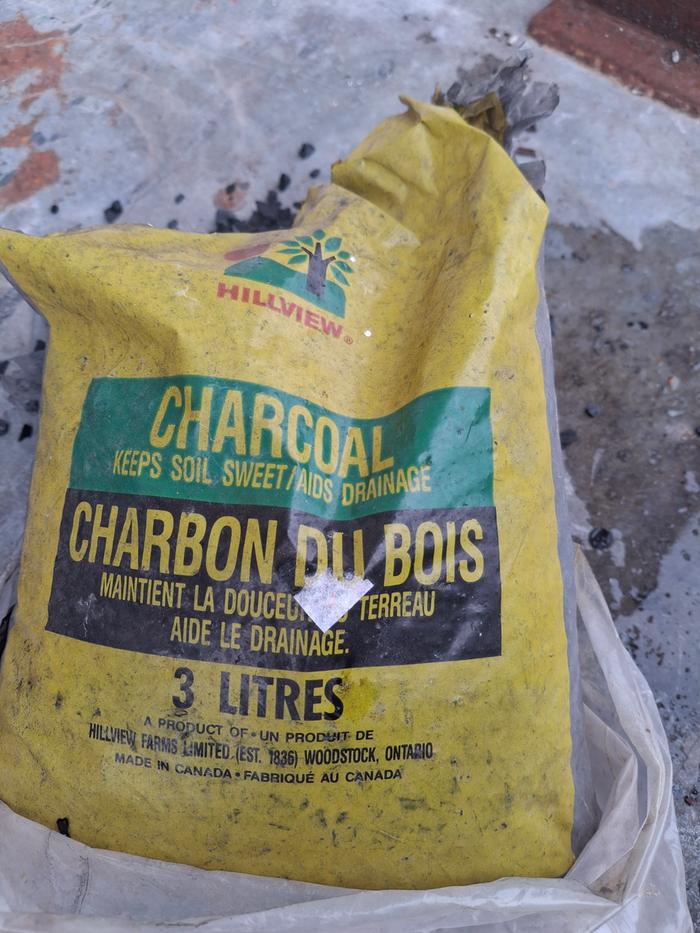 HILLVIEW®
CHARCOAL
KEEPS SOIL SWEET/AIDS DRAINAGE
CHARBON DU BOIS
MAINTIENT LA DOUCEUR TERREAU
AIDE LE DRAINAGE.
3 LITRES
A PRODUCT OF • UN PRODUIT DE
HILLVIEW FARMS LIMITED (EST. 1836) WOODSTOCK, ONTARIO
MADE IN CANADA • FABRIQUÉ AU CANADA